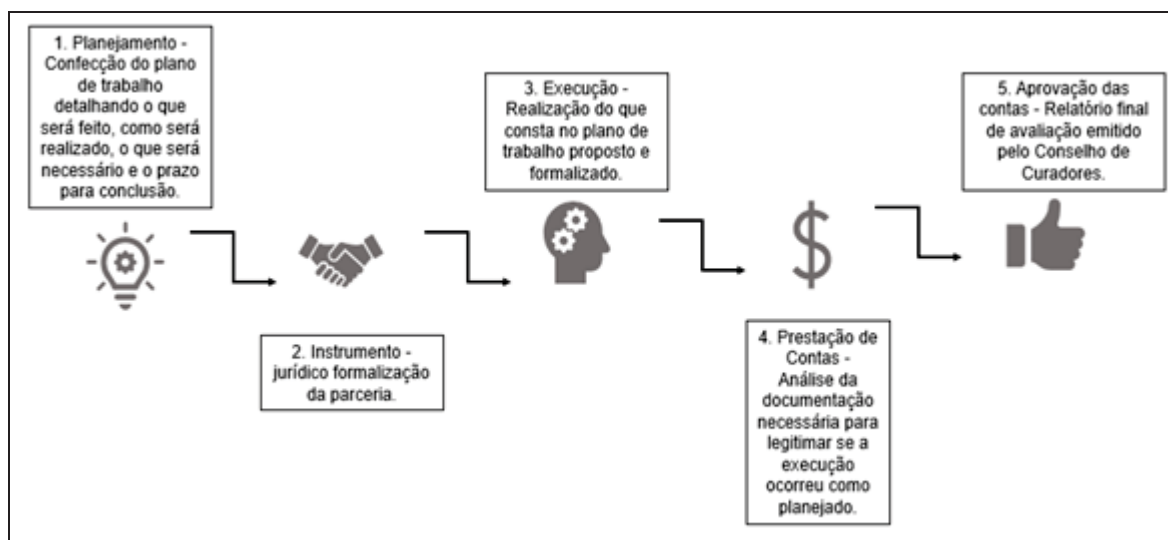 1. Planejamento -
Confecção do plano
de trabalho
detalhando o que
será feito, como será
realizado, o que será
necessário e o prazo
para conclusão.
2. Instrumento -
jurídico formalização
da parceria.
3. Execução -
Realização do que
consta no plano de
trabalho proposto e
formalizado.
$
4. Prestação de
Contas -
Análise da
documentação
necessária para
legitimar se a
execução
ocorreu como
planejado.
5. Aprovação das
contas - Relatório final
de avaliação emitido
pelo Conselho de
Curadores.